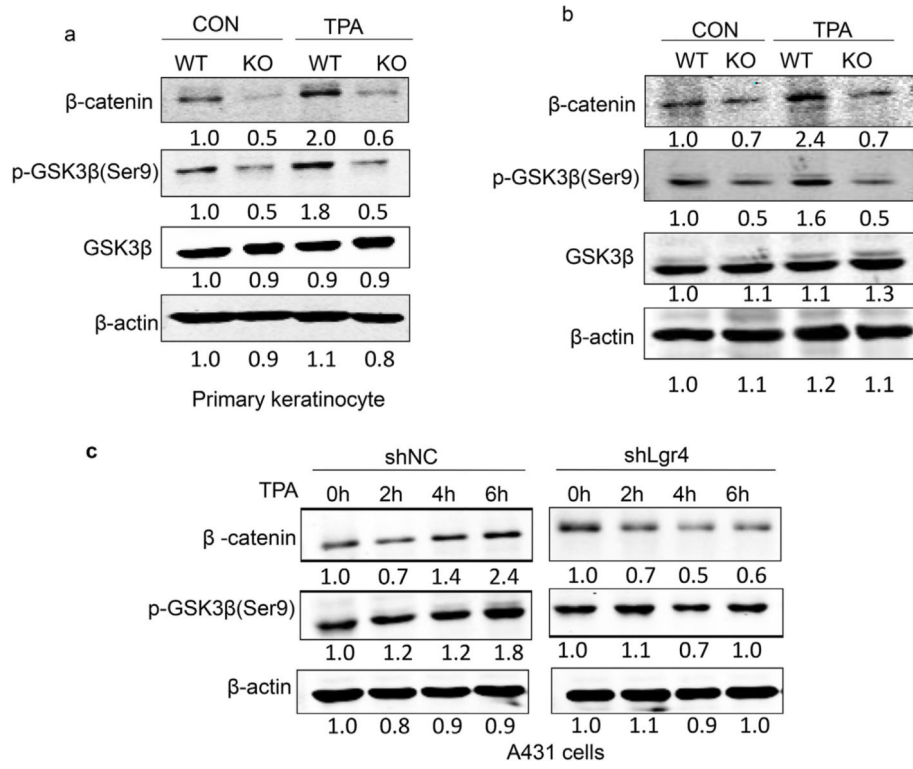 a
CON TPA
WT KO WT KO
β-catenin
1.0 0.5 2.0 0.6
p-GSK3β(Ser9)
1.0 0.5 1.8 0.5
GSK3β
1.0 0.9 0.9 0.9
β-actin
1.0 0.9 1.1 0.8
Primary keratinocyte
b
CON TPA
WT KO WT KO
β-catenin
1.0 0.7 2.4 0.7
p-GSK3β(Ser9)
1.0 0.5 1.6 0.5
GSK3β
1.0 1.1 1.1 1.3
β-actin
1.0 1.1 1.2 1.1
c
shNC shLgr4
TPA 0h 2h 4h 6h 0h 2h 4h 6h
β -catenin
1.0 0.7 1.4 2.4 1.0 0.7 0.5 0.6
p-GSK3β(Ser9)
1.0 1.2 1.2 1.8 1.0 1.1 0.7 1.0
β-actin
1.0 0.8 0.9 0.9 1.0 1.1 0.9 1.0
A431 cells